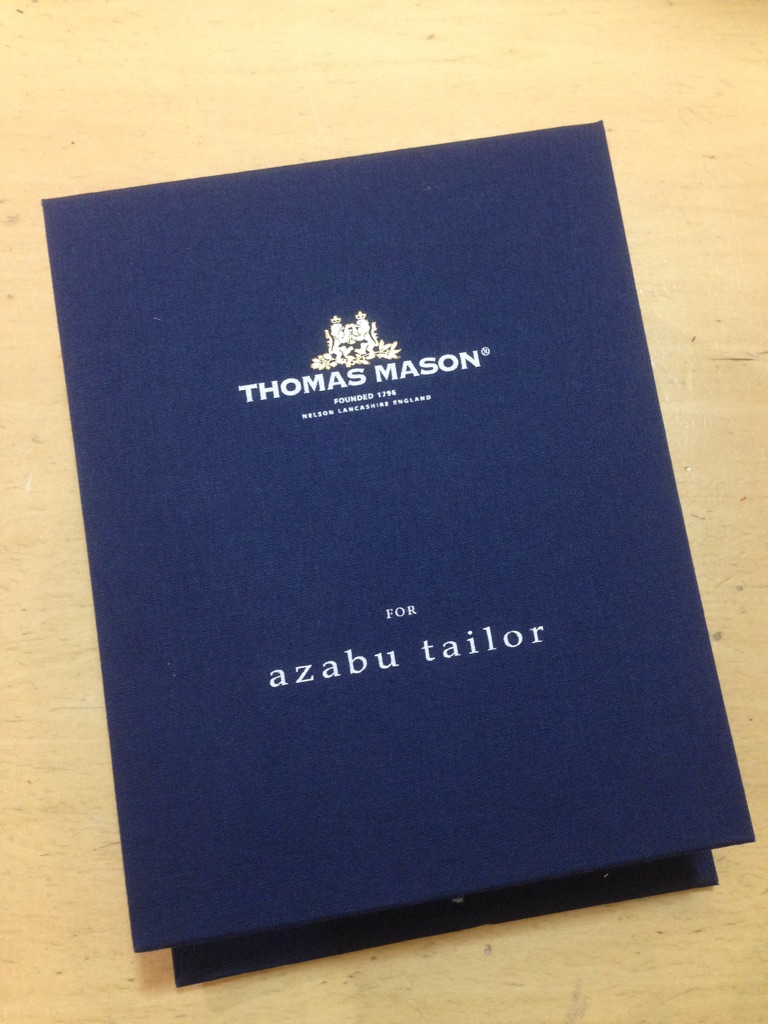 THOMAS MASON®
FOUNDED 1796
NELSON LANCASHIRE ENGLAND
FOR
azabu tailor